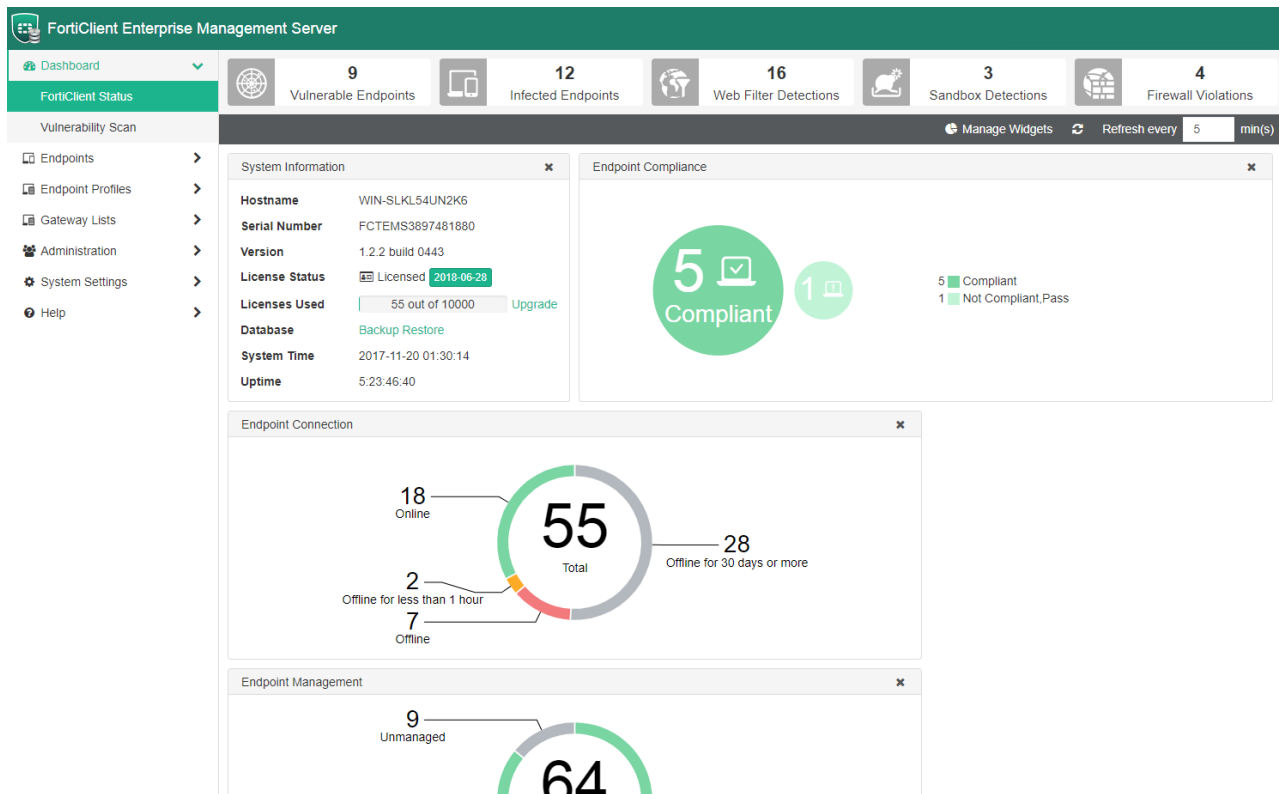 FortiClient Enterprise Management Server
Dashboard
FortiClient Status
Vulnerability Scan
Endpoints
Endpoint Profiles
Gateway Lists
Administration
System Settings
Help
9
Vulnerable Endpoints
12
Infected Endpoints
16
Web Filter Detections
3
Sandbox Detections
4
Firewall Violations
Manage Widgets Refresh every 5 min(s)
System Information
Hostname WIN-SLKL54UN2K6
Serial Number FCTEMS3897481880
Version 1.2.2 build 0443
License Status Licensed 2018-06-28
Licenses Used 55 out of 10000 Upgrade
Database Backup Restore
System Time 2017-11-20 01:30:14
Uptime 5:23:46:40
Endpoint Compliance
5
Compliant
1
5 Compliant
1 Not Compliant,Pass
Endpoint Connection
18
Online
55
Total
28
Offline for 30 days or more
2
Offline for less than 1 hour
7
Offline
Endpoint Management
9
Unmanaged
64